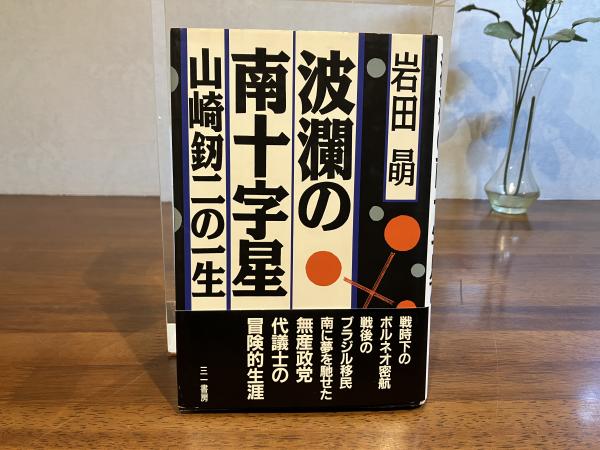 岩田 晶
波瀾の
南十字星
山崎釼二の一生
戦時下の
ボルネオ密航
戦後の
ブラジル移民
南に夢を馳せた
無産政党
代議士の
冒険的生涯
三一書房